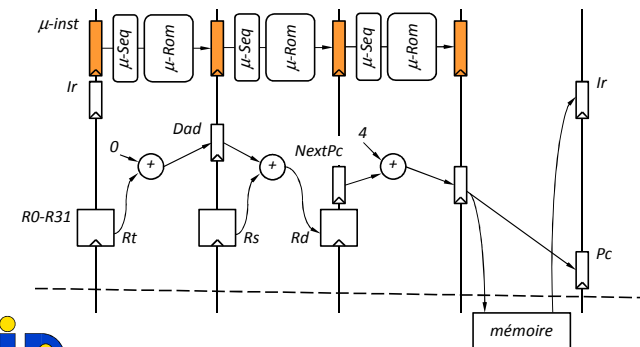 μ-inst
μ-Seq
μ-Rom
μ-Seq
μ-Rom
μ-Seq
μ-Rom
Ir
Ir
0
Dad
4
NextPc
+
+
+
R0-R31
Rt
Rs
Rd
Pc
mémoire